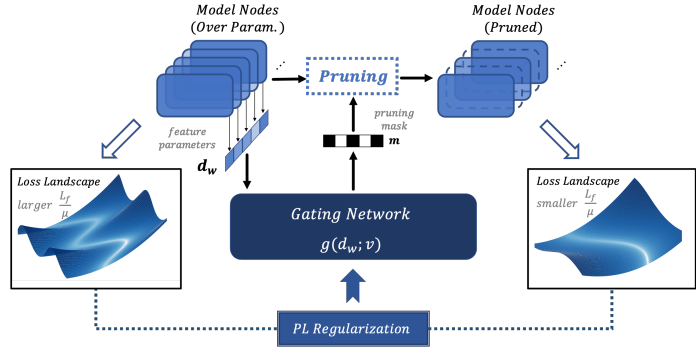 Model Nodes
(Over Param.)
Model Nodes
(Pruned)
Pruning
feature
parameters
d_w
pruning
mask
m
Loss Landscape
larger L_f/μ
Gating Network
g(d_w; v)
Loss Landscape
smaller L_f/μ
PL Regularization